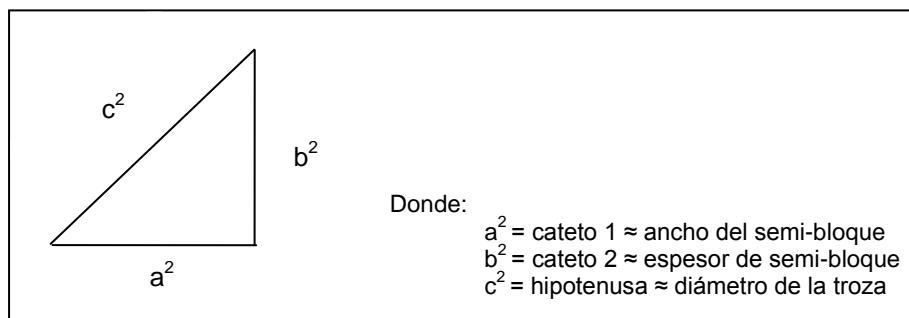 c²
b²
a²
Donde:
a² = cateto 1 ≈ ancho del semi-bloque
b² = cateto 2 ≈ espesor de semi-bloque
c² = hipotenusa ≈ diámetro de la troza